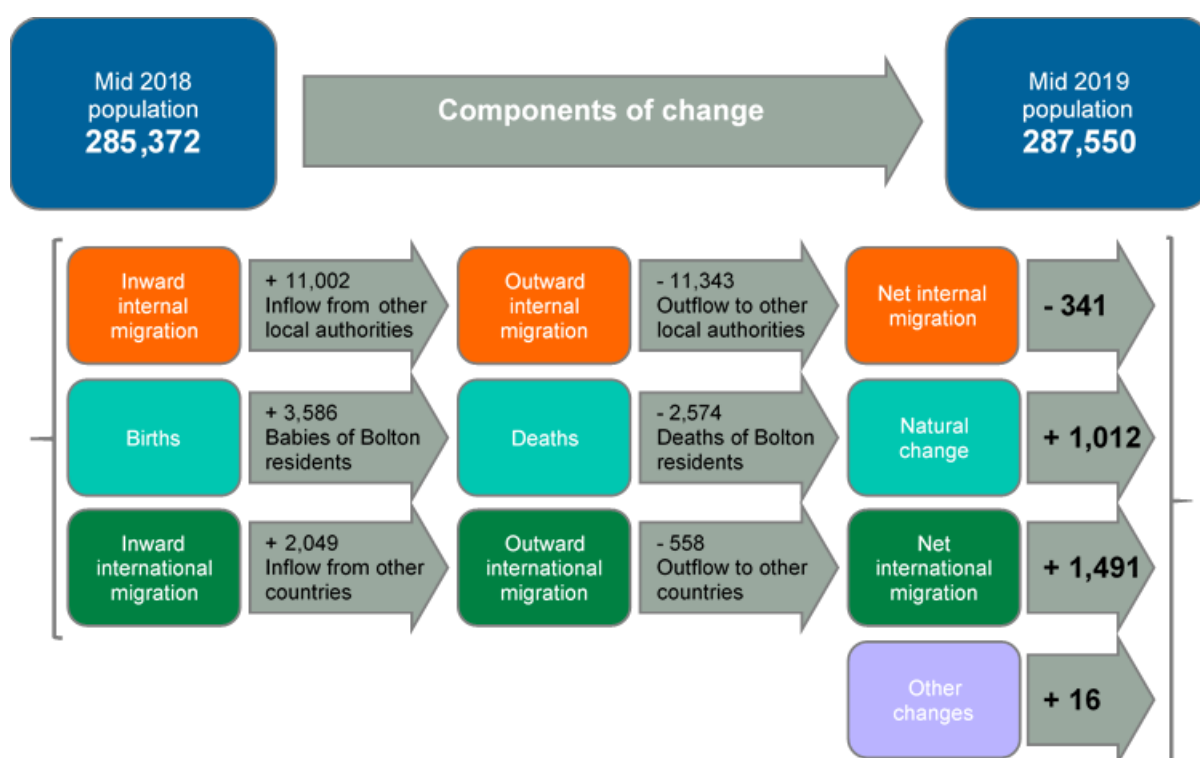 Mid 2018
population
285,372
Components of change
Mid 2019
population
287,550
Inward
internal
migration
+ 11,002
Inflow from other
local authorities
Outward
internal
migration
- 11,343
Outflow to other
local authorities
Net internal
migration
- 341
Births
+ 3,586
Babies of Bolton
residents
Deaths
- 2,574
Deaths of Bolton
residents
Natural
change
+ 1,012
Inward
international
migration
+ 2,049
Inflow from other
countries
Outward
international
migration
- 558
Outflow to other
countries
Net
international
migration
+ 1,491
Other
changes
+ 16